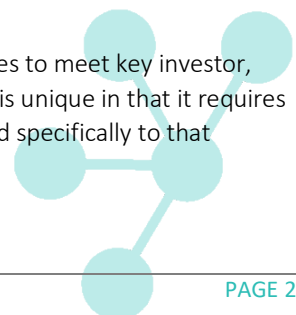 es to meet key investor,
is unique in that it requires
d specifically to that
PAGE 2